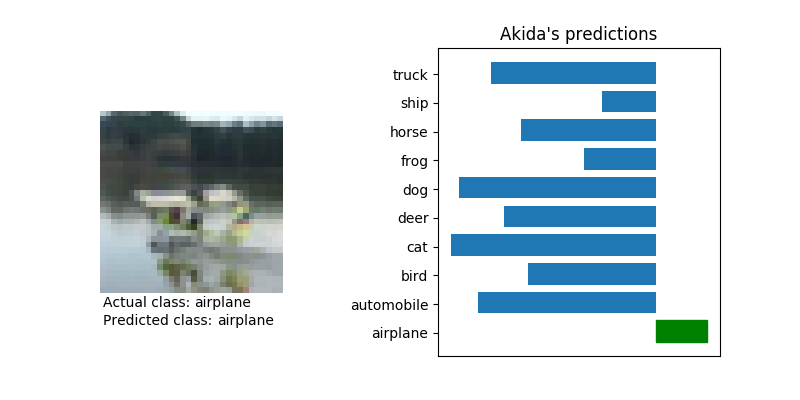 Akida's predictions
truck
ship
horse
frog
dog
deer
cat
bird
automobile
airplane
Actual class: airplane
Predicted class: airplane